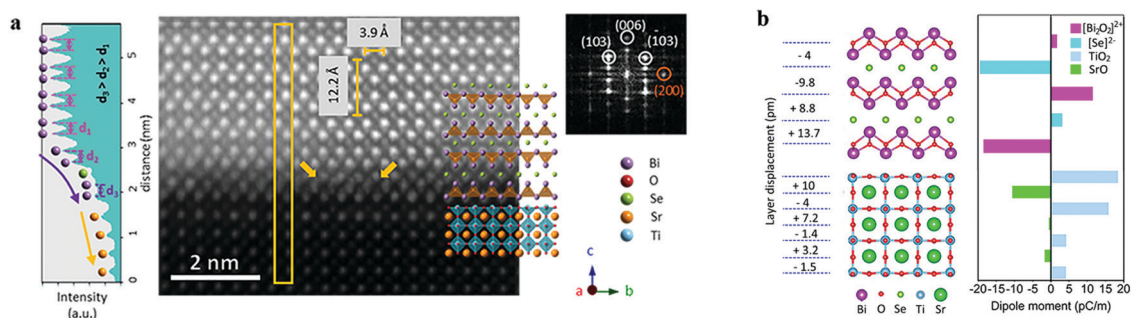 a
5
4
3
2
1
0
distance (nm)
d₃ > d₂ > d₁
d₁
d₂
d₃
Intensity
(a.u.)
3.9 Å
12.2 Å
2 nm
(006)
(103)
(̄103)
(200)
Bi
O
Se
Sr
Ti
c
a
b
b
Layer displacement (pm)
- 4
-9.8
+ 8.8
+ 13.7
+ 10
- 4
+ 7.2
- 1.4
+ 3.2
- 1.5
Bi O Se Ti Sr
[Bi₂O₂]²⁺
[Se]²⁻
TiO₂
SrO
-20 -15 -10 -5 0 5 10 15 20
Dipole moment (pC/m)